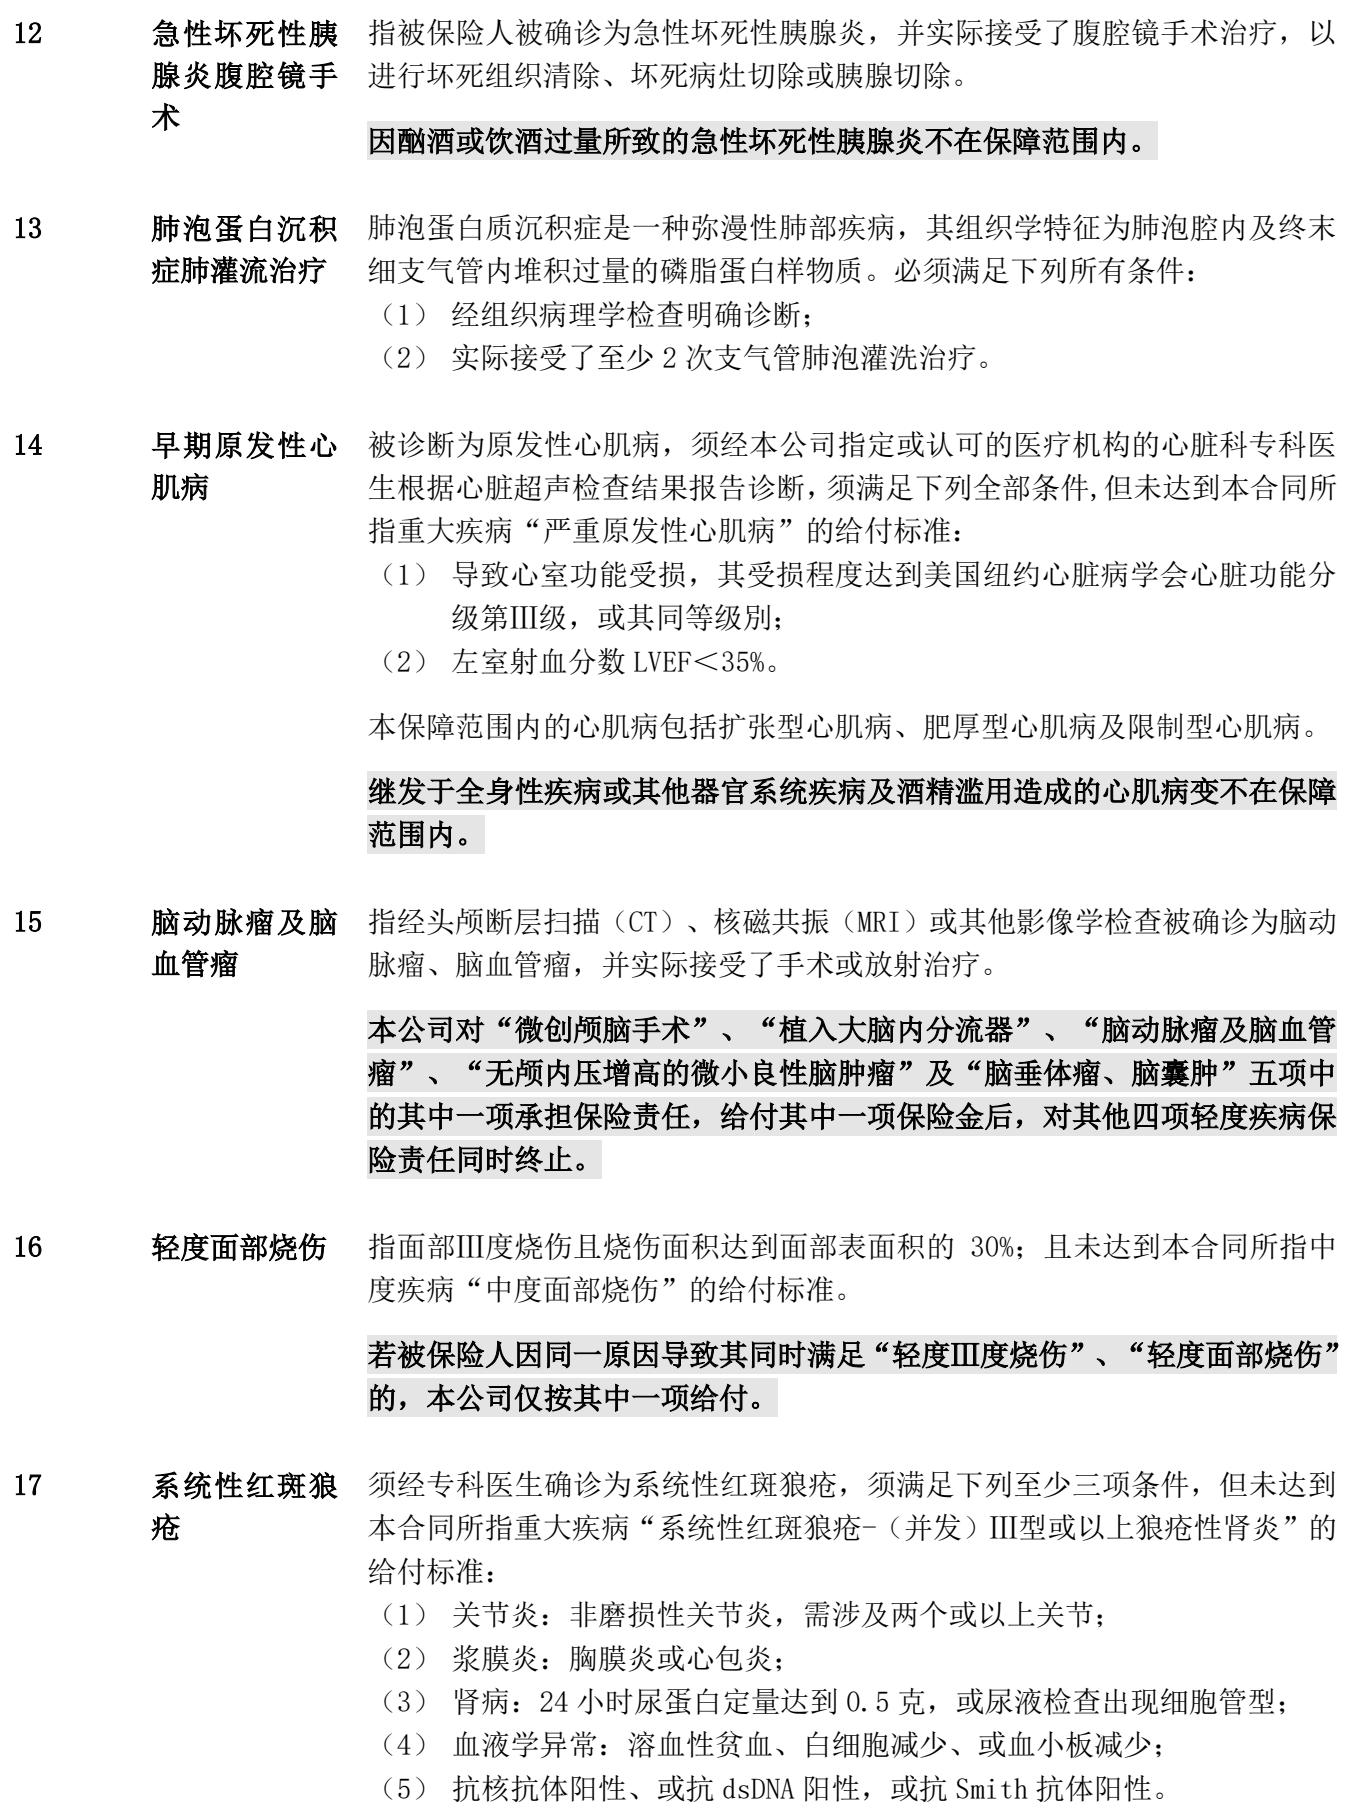 12 急性坏死性胰 指被保险人被确诊为急性坏死性胰腺炎，并实际接受了腹腔镜手术治疗，以
腺炎腹腔镜手 进行坏死组织清除、坏死病灶切除或胰腺切除。
术
因酗酒或饮酒过量所致的急性坏死性胰腺炎不在保障范围内。
13 肺泡蛋白沉积 肺泡蛋白质沉积症是一种弥漫性肺部疾病，其组织学特征为肺泡腔内及终末
症肺灌流治疗 细支气管内堆积过量的磷脂蛋白样物质。必须满足下列所有条件：
（1） 经组织病理学检查明确诊断；
（2） 实际接受了至少 2 次支气管肺泡灌洗治疗。
14 早期原发性心 被诊断为原发性心肌病，须经本公司指定或认可的医疗机构的心脏科专科医
肌病 生根据心脏超声检查结果报告诊断，须满足下列全部条件,但未达到本合同所
指重大疾病“严重原发性心肌病”的给付标准：
（1） 导致心室功能受损，其受损程度达到美国纽约心脏病学会心脏功能分
级第Ⅲ级，或其同等级别；
（2） 左室射血分数 LVEF＜35%。
本保障范围内的心肌病包括扩张型心肌病、肥厚型心肌病及限制型心肌病。
继发于全身性疾病或其他器官系统疾病及酒精滥用造成的心肌病变不在保障
范围内。
15 脑动脉瘤及脑 指经头颅断层扫描（CT）、核磁共振（MRI）或其他影像学检查被确诊为脑动
血管瘤 脉瘤、脑血管瘤，并实际接受了手术或放射治疗。
本公司对“微创颅脑手术”、“植入大脑内分流器”、“脑动脉瘤及脑血管
瘤”、“无颅内压增高的微小良性脑肿瘤”及“脑垂体瘤、脑囊肿”五项中
的其中一项承担保险责任，给付其中一项保险金后，对其他四项轻度疾病保
险责任同时终止。
16 轻度面部烧伤 指面部Ⅲ度烧伤且烧伤面积达到面部表面积的 30%；且未达到本合同所指中
度疾病“中度面部烧伤”的给付标准。
若被保险人因同一原因导致其同时满足“轻度Ⅲ度烧伤”、“轻度面部烧伤”
的，本公司仅按其中一项给付。
17 系统性红斑狼 须经专科医生确诊为系统性红斑狼疮，须满足下列至少三项条件，但未达到
疮 本合同所指重大疾病“系统性红斑狼疮-（并发）Ⅲ型或以上狼疮性肾炎”的
给付标准：
（1） 关节炎：非磨损性关节炎，需涉及两个或以上关节；
（2） 浆膜炎：胸膜炎或心包炎；
（3） 肾病：24 小时尿蛋白定量达到 0.5 克，或尿液检查出现细胞管型；
（4） 血液学异常：溶血性贫血、白细胞减少、或血小板减少；
（5） 抗核抗体阳性、或抗 dsDNA 阳性，或抗 Smith 抗体阳性。